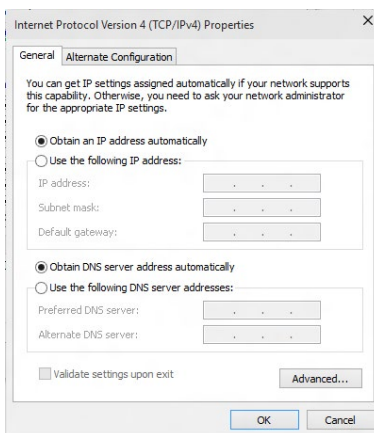 Internet Protocol Version 4 (TCP/IPv4) Properties
General
Alternate Configuration
You can get IP settings assigned automatically if your network supports
this capability. Otherwise, you need to ask your network administrator
for the appropriate IP settings.
Obtain an IP address automatically
Use the following IP address:
IP address:
Subnet mask:
Default gateway:
Obtain DNS server address automatically
Use the following DNS server addresses:
Preferred DNS server:
Alternate DNS server:
Validate settings upon exit
Advanced...
OK
Cancel